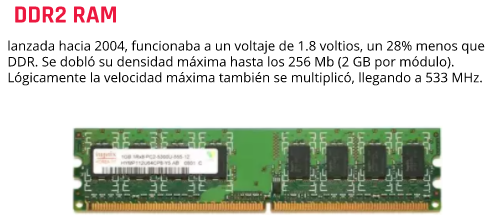 DDR2 RAM
lanzada hacia 2004, funcionaba a un voltaje de 1.8 voltios, un 28% menos que
DDR. Se dobló su densidad máxima hasta los 256 Mb (2 GB por módulo).
Lógicamente la velocidad máxima también se multiplicó, llegando a 533 MHz.